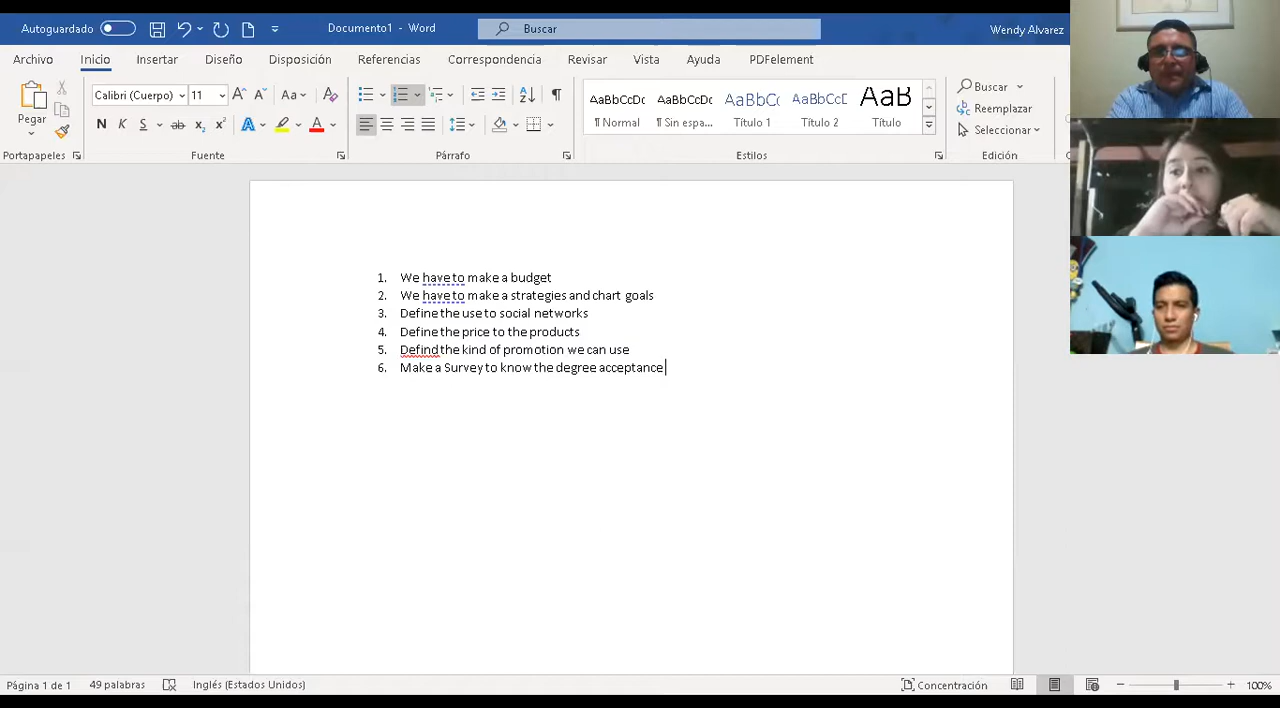 Autoguardado
Documento1 - Word
Buscar
Wendy Alvarez
Archivo Inicio Insertar Diseño Disposición Referencias Correspondencia Revisar Vista Ayuda PDFelement
Pegar
Portapapeles
Calibri (Cuerpo) 11
Aa
N K S ab x₂ x² A A
Fuente
Párrafo
AaBbCcDc AaBbCcDc AaBbCc AaBbCcD AaB
¶ Normal ¶ Sin espa... Título 1 Título 2 Título
Estilos
Buscar
Reemplazar
Seleccionar
Edición
1. We have to make a budget
2. We have to make a strategies and chart goals
3. Define the use to social networks
4. Define the price to the products
5. Defind the kind of promotion we can use
6. Make a Survey to know the degree acceptance
Página 1 de 1 49 palabras Inglés (Estados Unidos) Concentración 100%